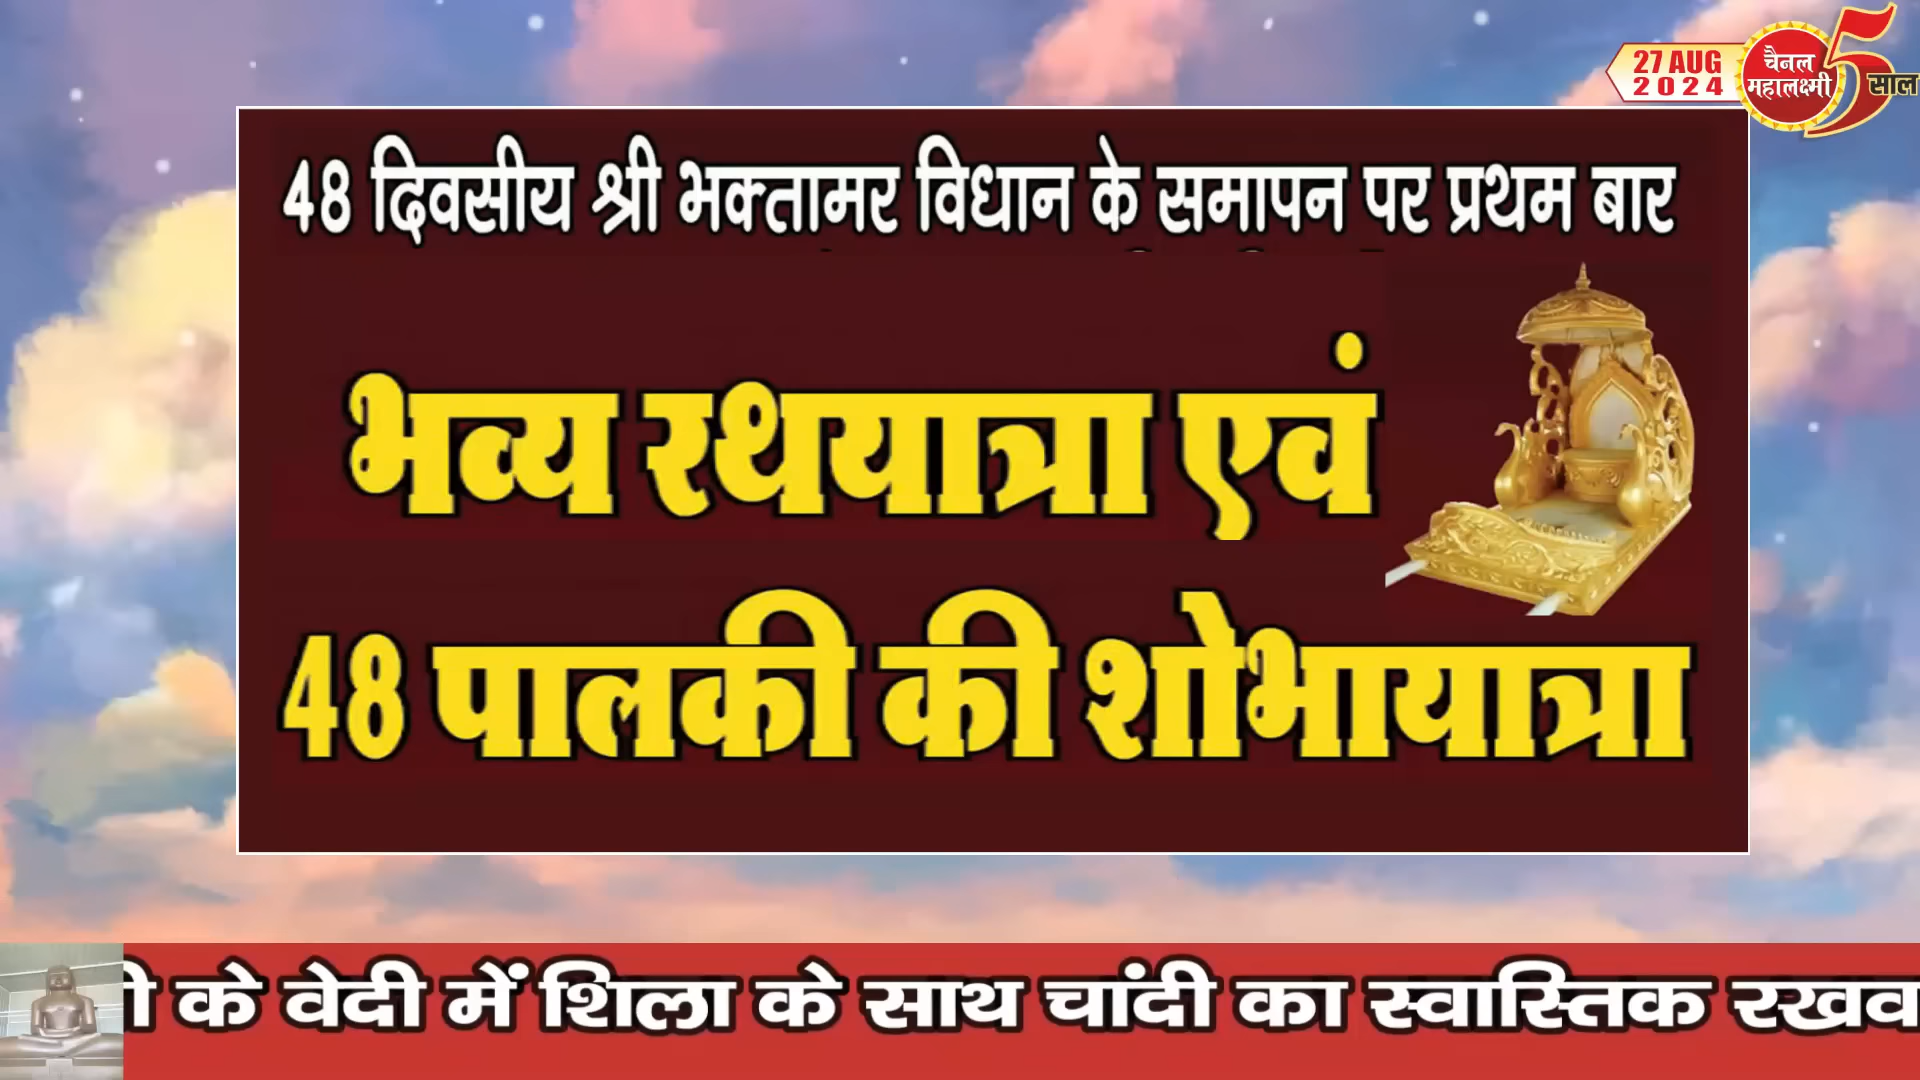 27 AUG
2024
चैनल
महालक्ष्मी
5
साल
48 दिवसीय श्री भक्तामर विधान के समापन पर प्रथम बार
भव्य रथयात्रा एवं
48 पालकी की शोभायात्रा
के वेदी में शिला के साथ चांदी का स्वास्तिक रखव